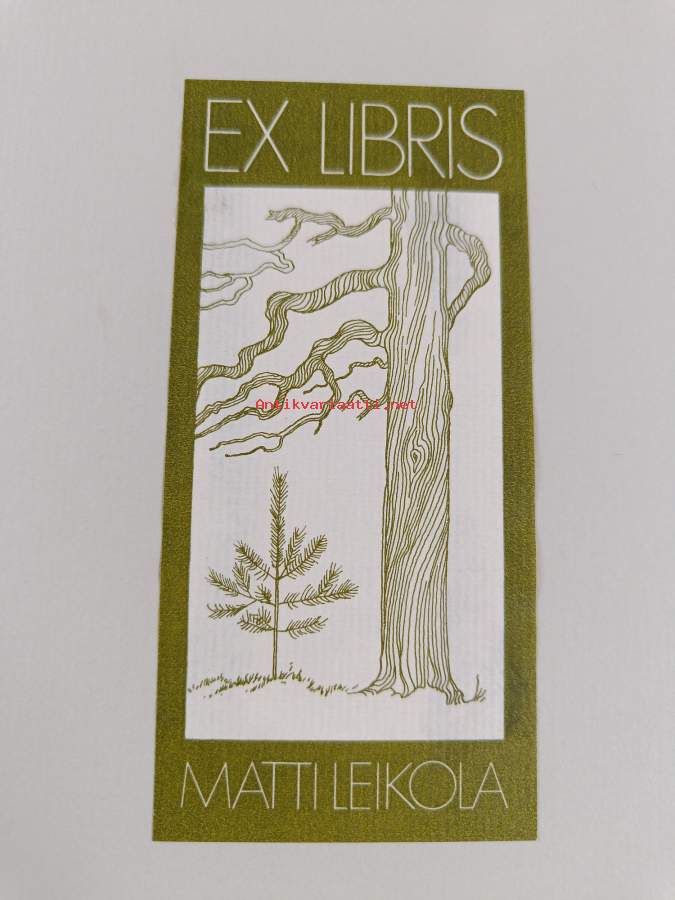 EX LIBRIS
Antikvariaatti.net
MATTI LEIKOLA